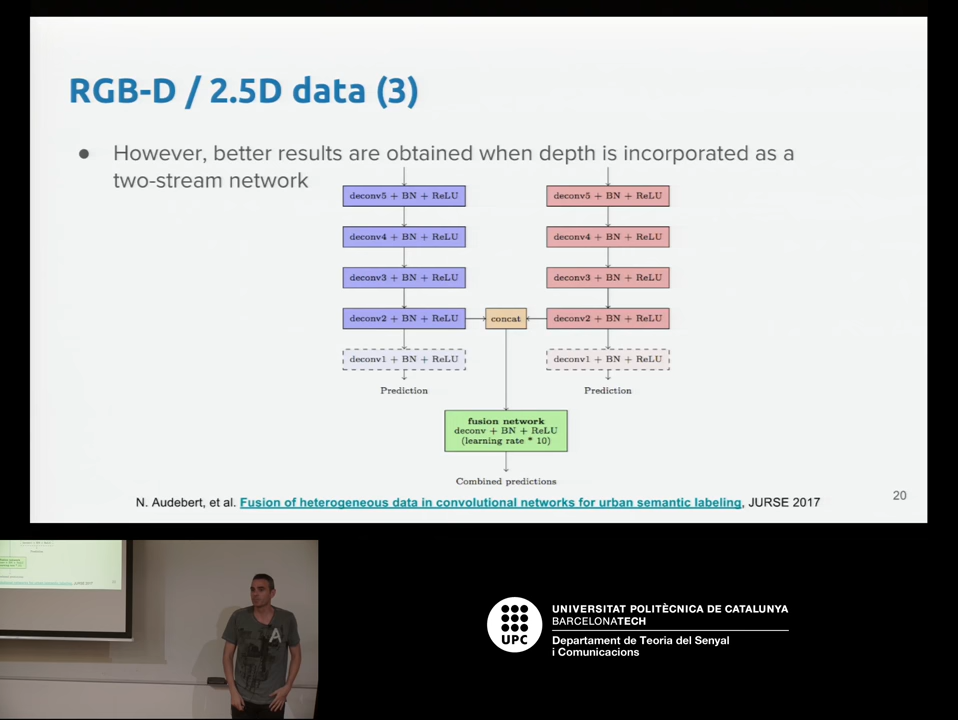 RGB-D / 2.5D data (3)
● However, better results are obtained when depth is incorporated as a
two-stream network
deconv5 + BN + ReLU
deconv5 + BN + ReLU
deconv4 + BN + ReLU
deconv4 + BN + ReLU
deconv3 + BN + ReLU
deconv3 + BN + ReLU
deconv2 + BN + ReLU
concat
deconv2 + BN + ReLU
deconv1 + BN + ReLU
deconv1 + BN + ReLU
Prediction
Prediction
fusion network
deconv + BN + ReLU
(learning rate * 10)
Combined predictions
N. Audebert, et al. Fusion of heterogeneous data in convolutional networks for urban semantic labeling, JURSE 2017
20
A
UPC
UNIVERSITAT POLITÈCNICA DE CATALUNYA
BARCELONATECH
Departament de Teoria del Senyal
i Comunicacions